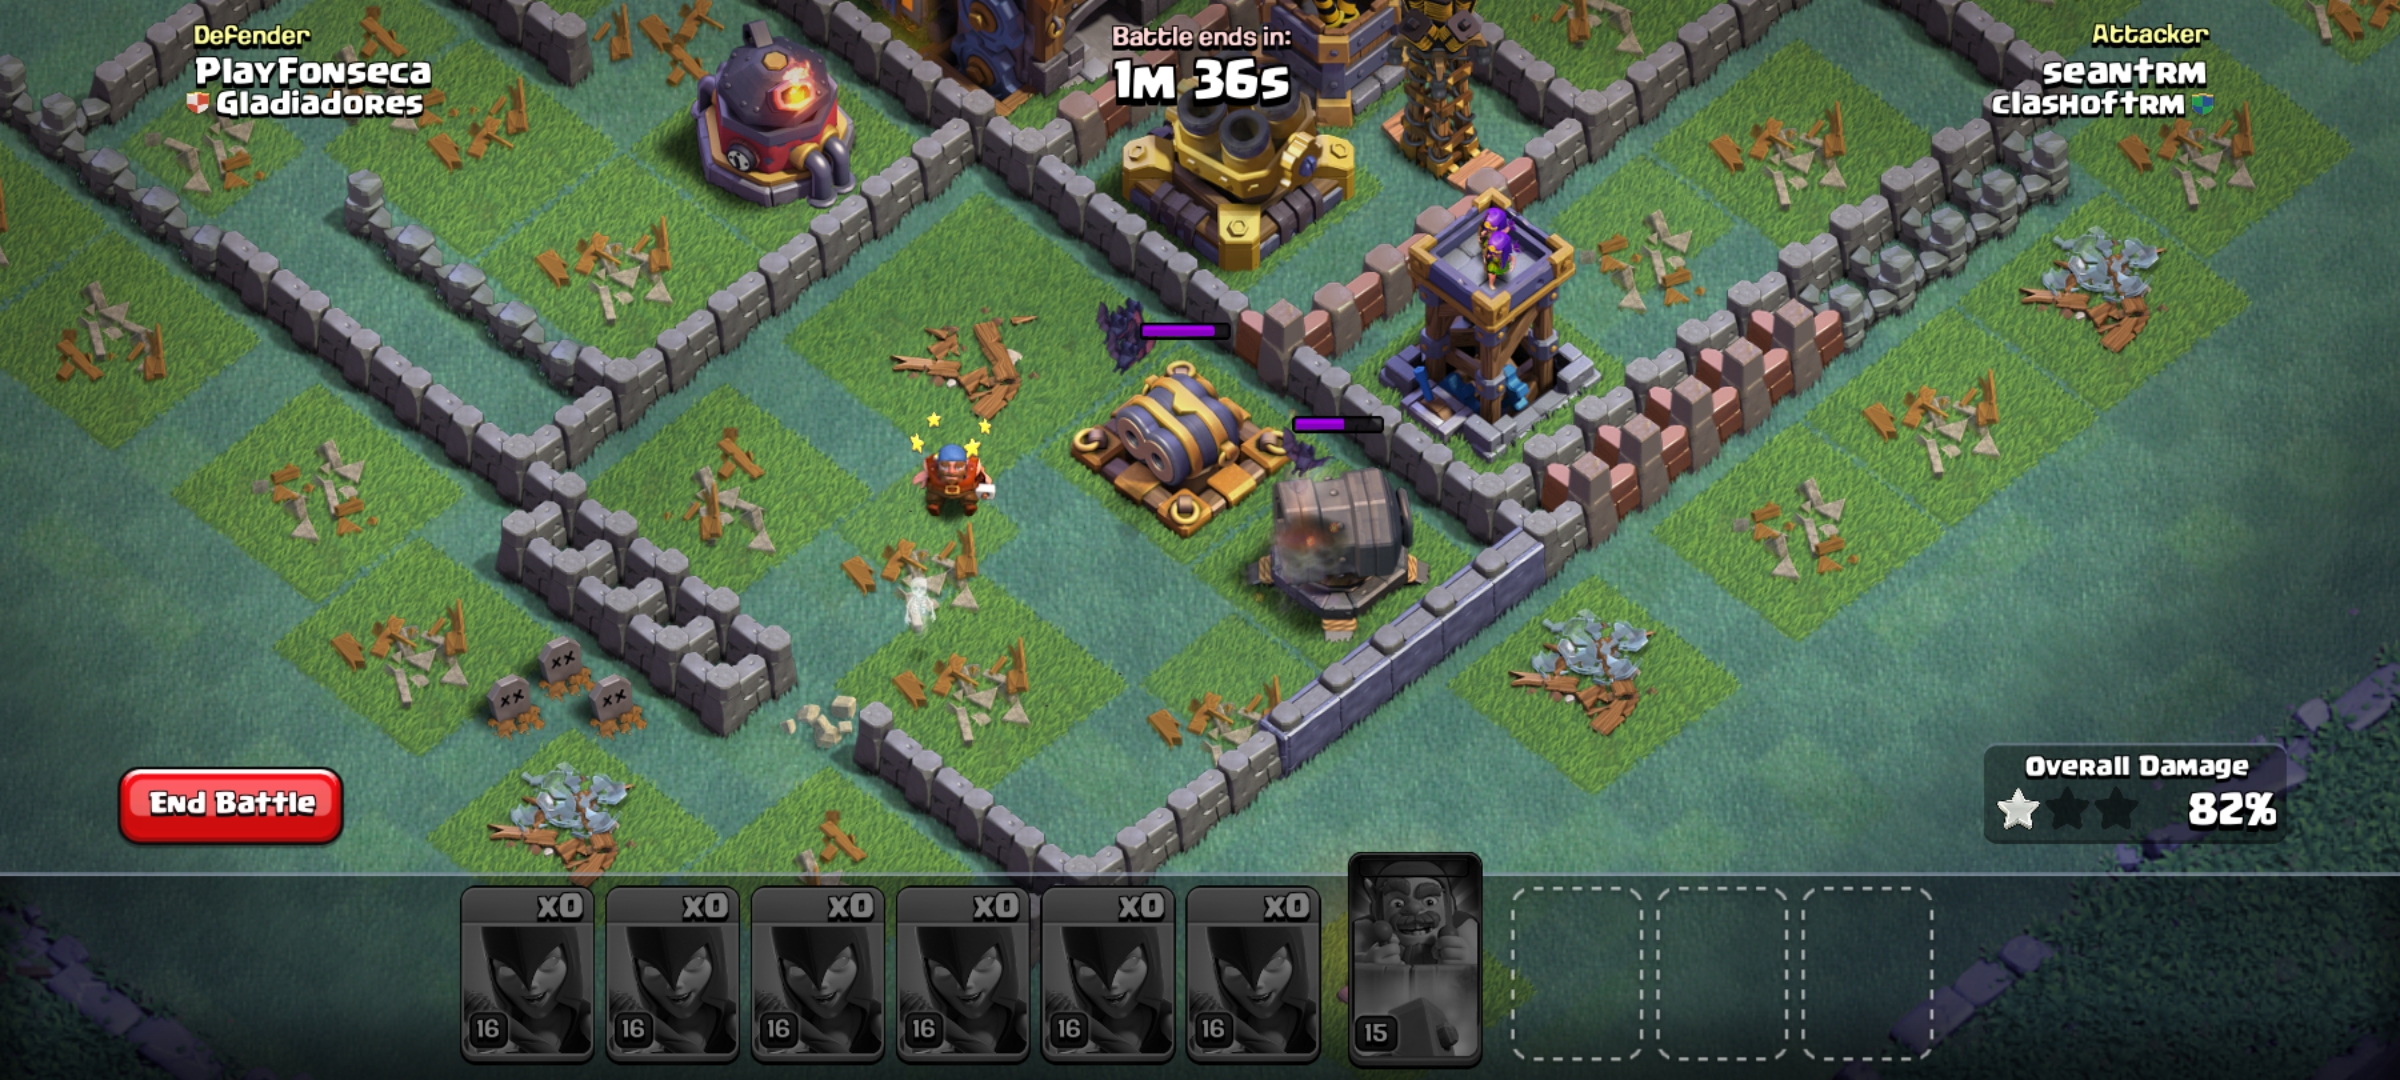 Defender
PlayFonseca
Gladiadores
Battle ends in:
1M 36s
Attacker
seantrm
clashoftrm
End Battle
Overall Damage
82%
x0
x0
x0
x0
x0
x0
16
16
16
16
16
16
15